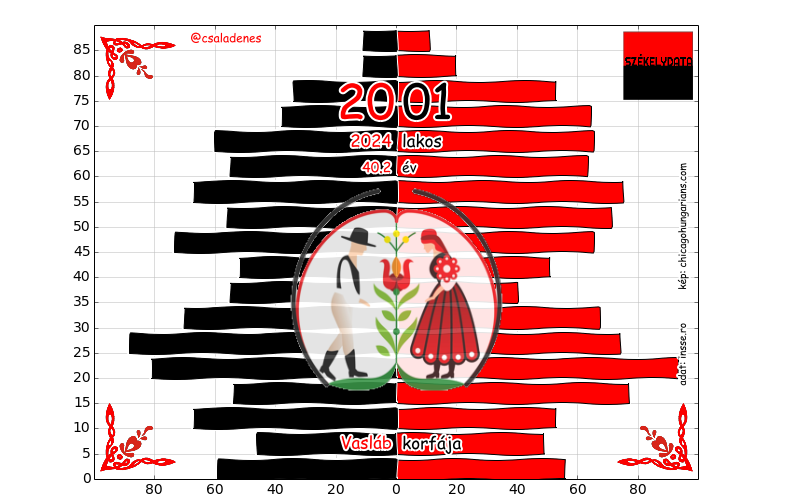 @csaladenes
SZÉKELYDATA
2001
2024 lakos
40.2 év
kép: chicagohungarians.com
adat: insse.ro
Vasláb korfája
85
80
75
70
65
60
55
50
45
40
35
30
25
20
15
10
5
0
80 60 40 20 0 20 40 60 80